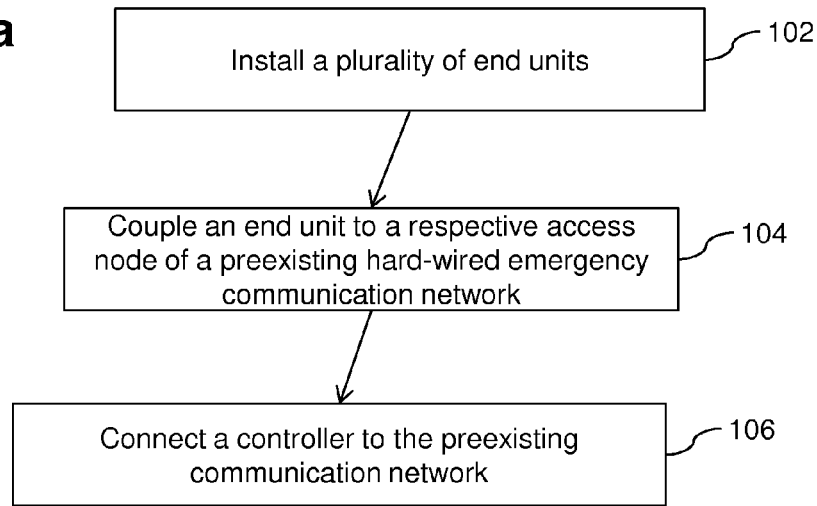 a
Install a plurality of end units
102
Couple an end unit to a respective access
node of a preexisting hard-wired emergency
communication network
104
Connect a controller to the preexisting
communication network
106